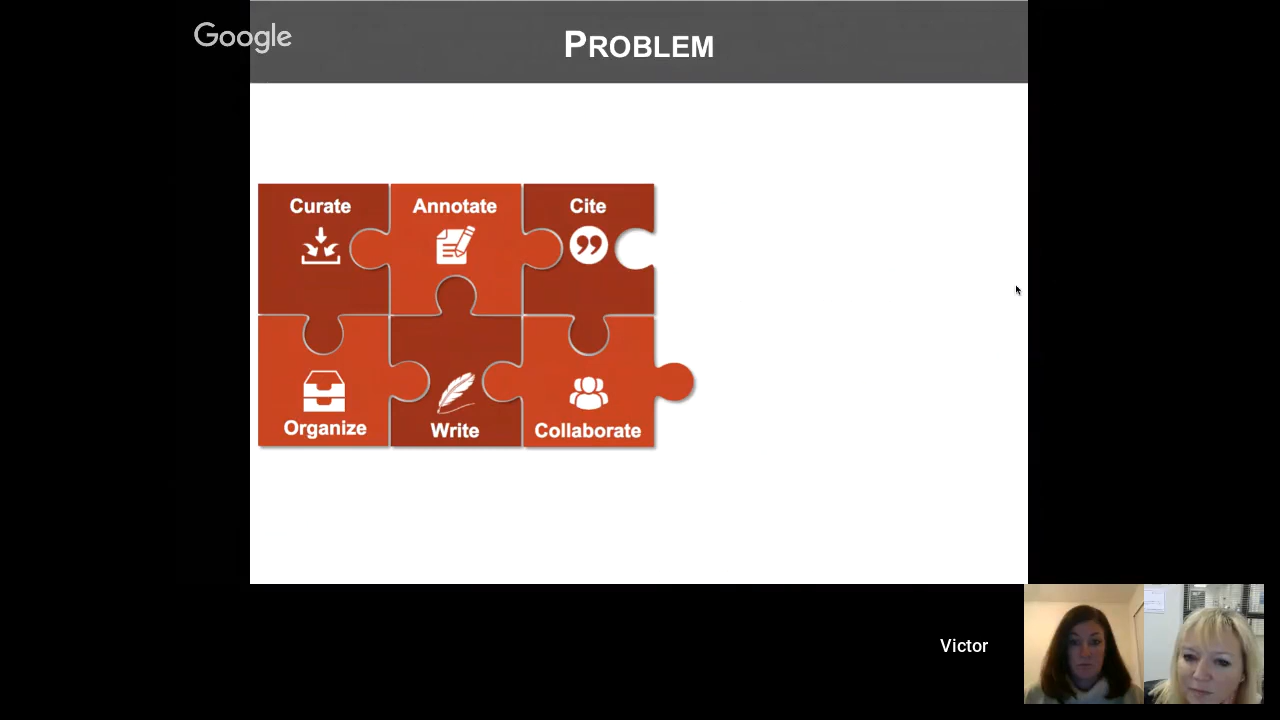 Google
PROBLEM
Curate
Annotate
Cite
Organize
Write
Collaborate
Victor